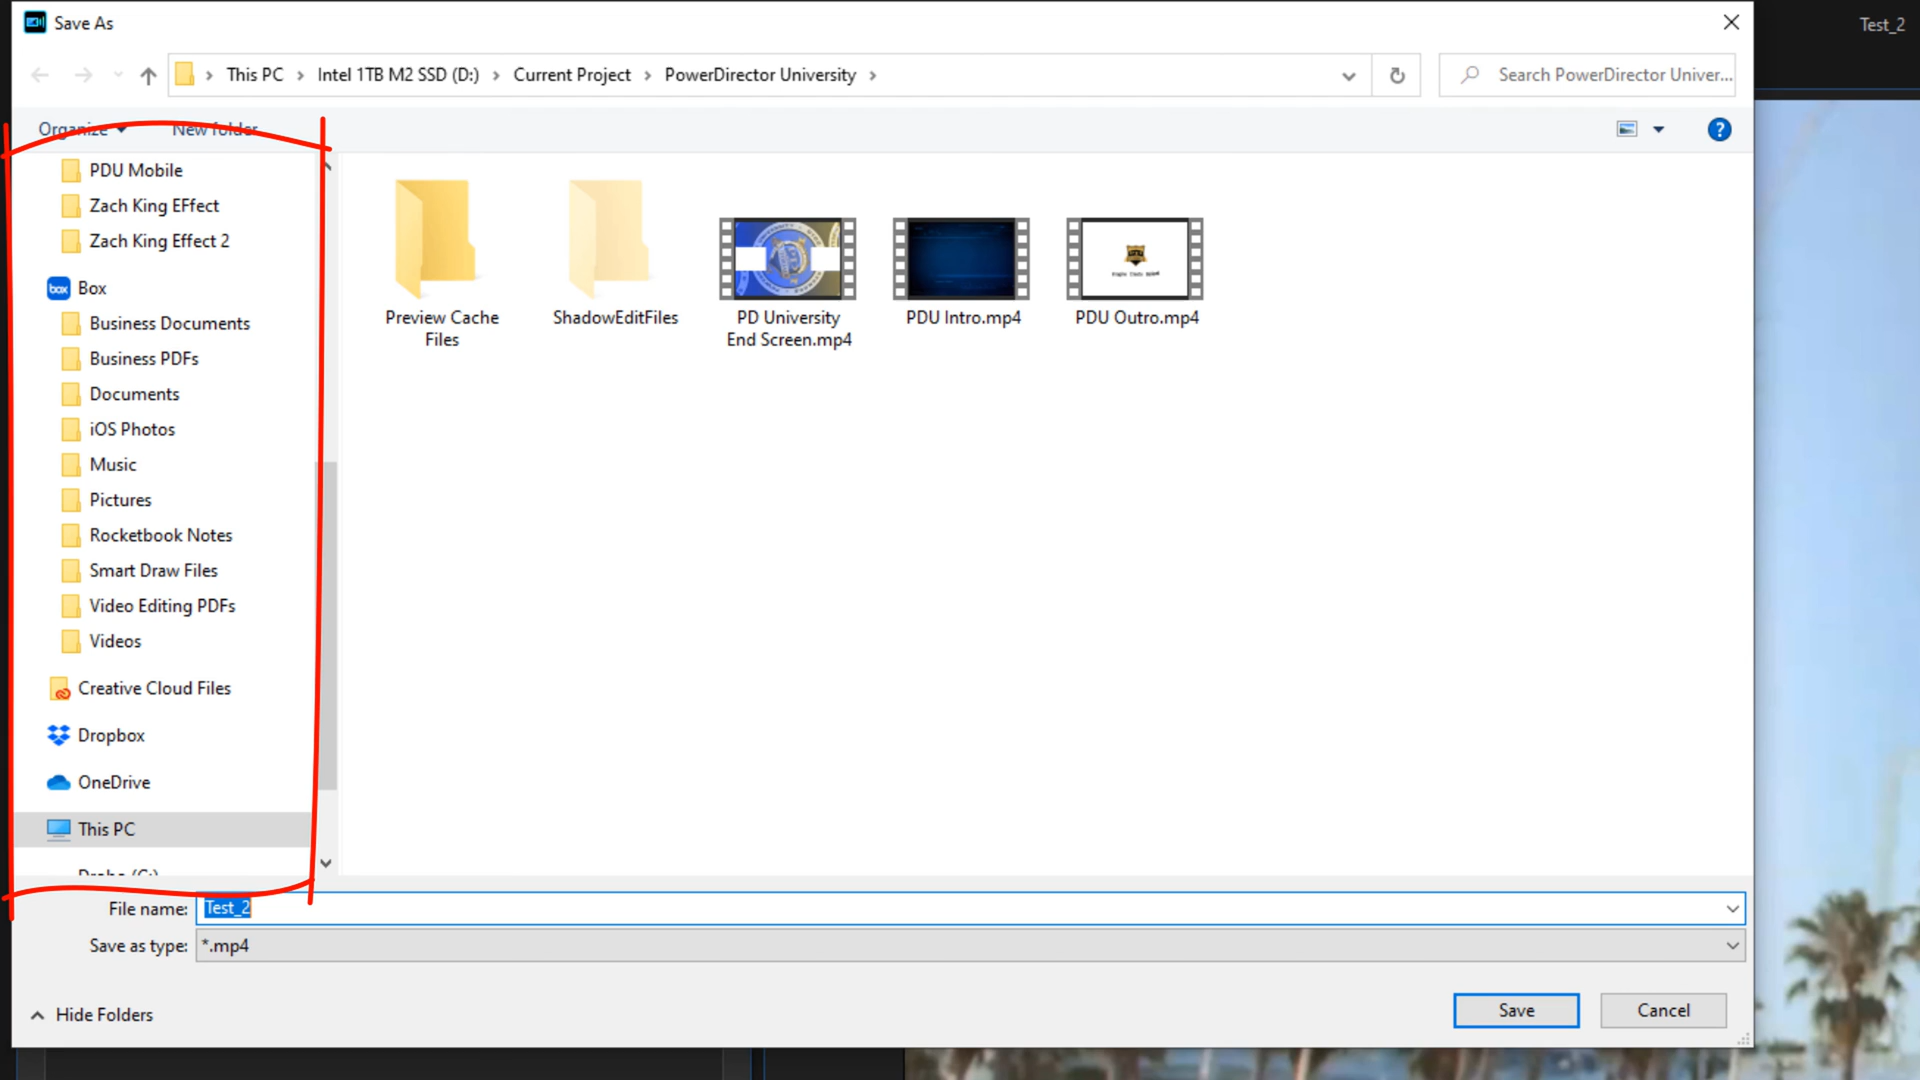 Save As
Test_2
This PC
Intel 1TB M2 SSD (D:)
Current Project
PowerDirector University
Search PowerDirector Univer...
Organize
New folder
PDU Mobile
Zach King EFfect
Zach King Effect 2
Box
Business Documents
Business PDFs
Documents
iOS Photos
Music
Pictures
Rocketbook Notes
Smart Draw Files
Video Editing PDFs
Videos
Creative Cloud Files
Dropbox
OneDrive
This PC
Preview Cache
Files
ShadowEditFiles
PD University
End Screen.mp4
PDU Intro.mp4
PDU Outro.mp4
File name: Test_2
Save as type: *.mp4
Hide Folders
Save
Cancel